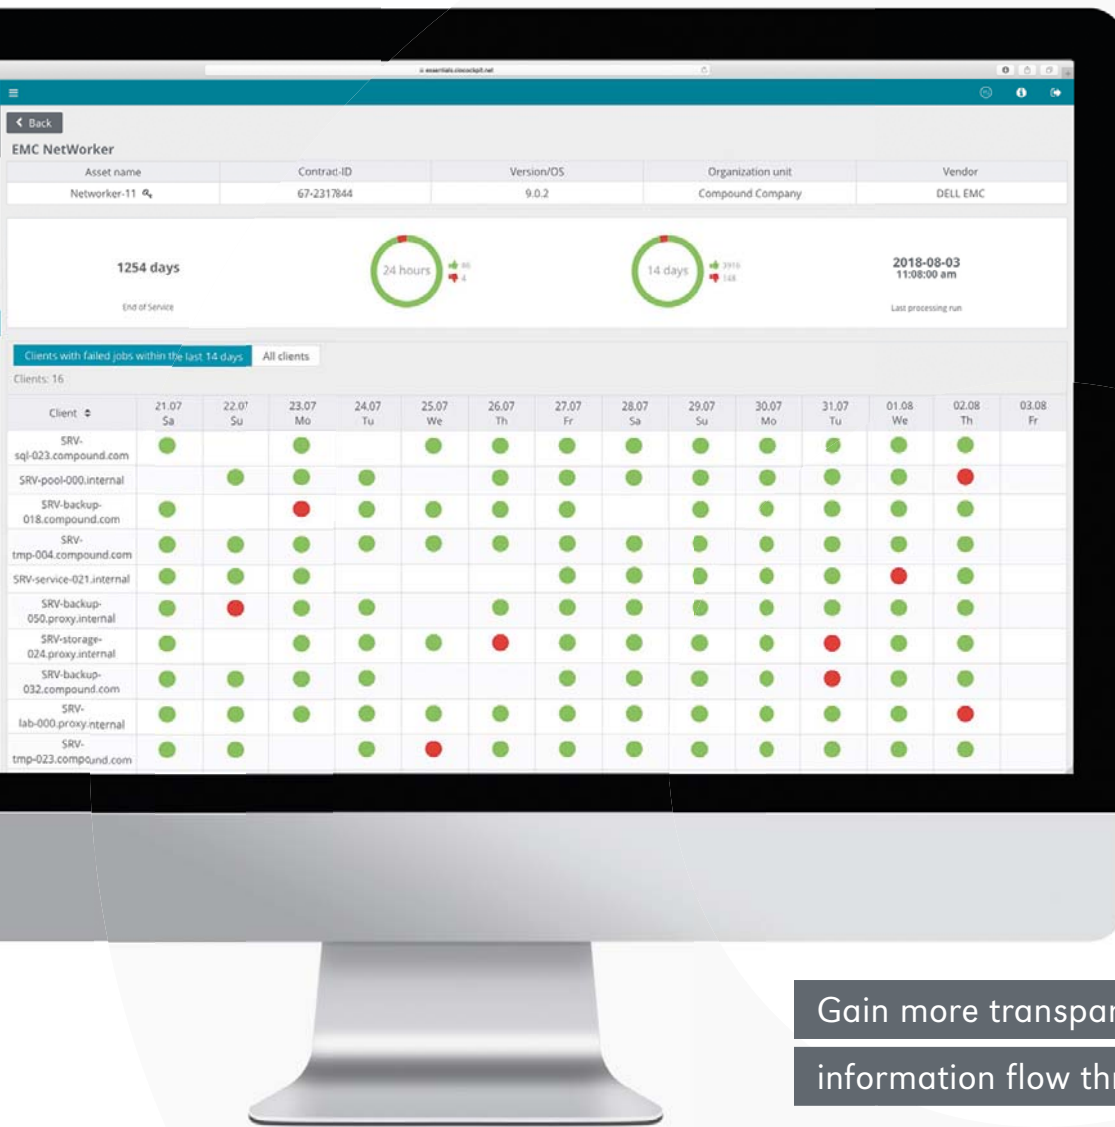 essentials.cmcockpit.net
Back
EMC NetWorker
Asset name Contract-ID Version/OS Organization unit Vendor
Networker-11 67-2317844 9.0.2 Compound Company DELL EMC
1254 days
End of Service
24 hours
4
14 days
148
2018-08-03
11:08:00 am
Last processing run
Clients with failed jobs within the last 14 days All clients
Clients: 16
Client 21.07 22.07 23.07 24.07 25.07 26.07 27.07 28.07 29.07 30.07 31.07 01.08 02.08 03.08
Sa Su Mo Tu We Th Fr Sa Su Mo Tu We Th Fr
SRV-
sql-023.compound.com
SRV-pool-000.internal
SRV-backup-
018.compound.com
SRV-
tmp-004.compound.com
SRV-service-021.internal
SRV-backup-
050.proxy.internal
SRV-storage-
024.proxy.internal
SRV-backup-
032.compound.com
SRV-
lab-000.proxy.internal
SRV-
tmp-023.compound.com
Gain more transpar
information flow thr